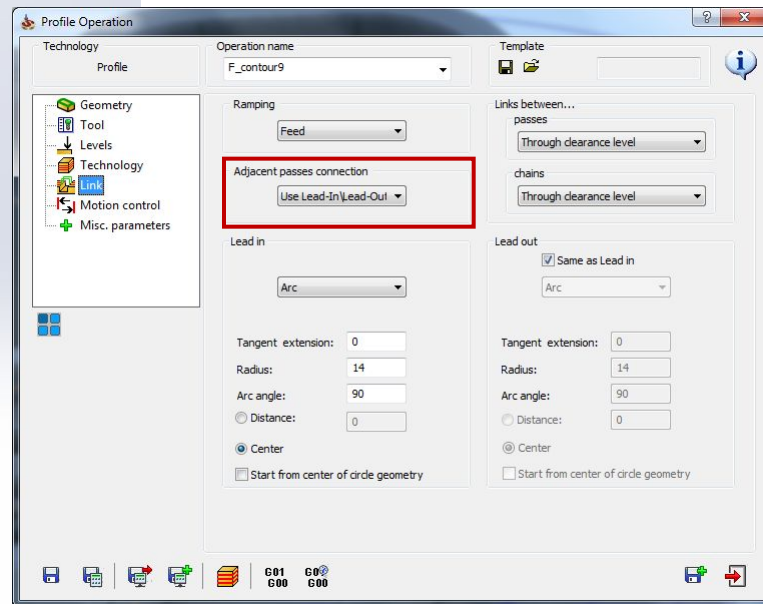 Profile Operation
Technology
Profile
Operation name
F_contour9
Template
Geometry
Tool
Levels
Technology
Link
Motion control
Misc. parameters
Ramping
Feed
Adjacent passes connection
Use Lead-In\Lead-Out
Links between...
passes
Through clearance level
chains
Through clearance level
Lead in
Arc
Tangent extension: 0
Radius: 14
Arc angle: 90
Distance: 0
Center
Start from center of circle geometry
Lead out
Same as Lead in
Arc
Tangent extension: 0
Radius: 14
Arc angle: 90
Distance: 0
Center
Start from center of circle geometry
G01 G0
G00 G00